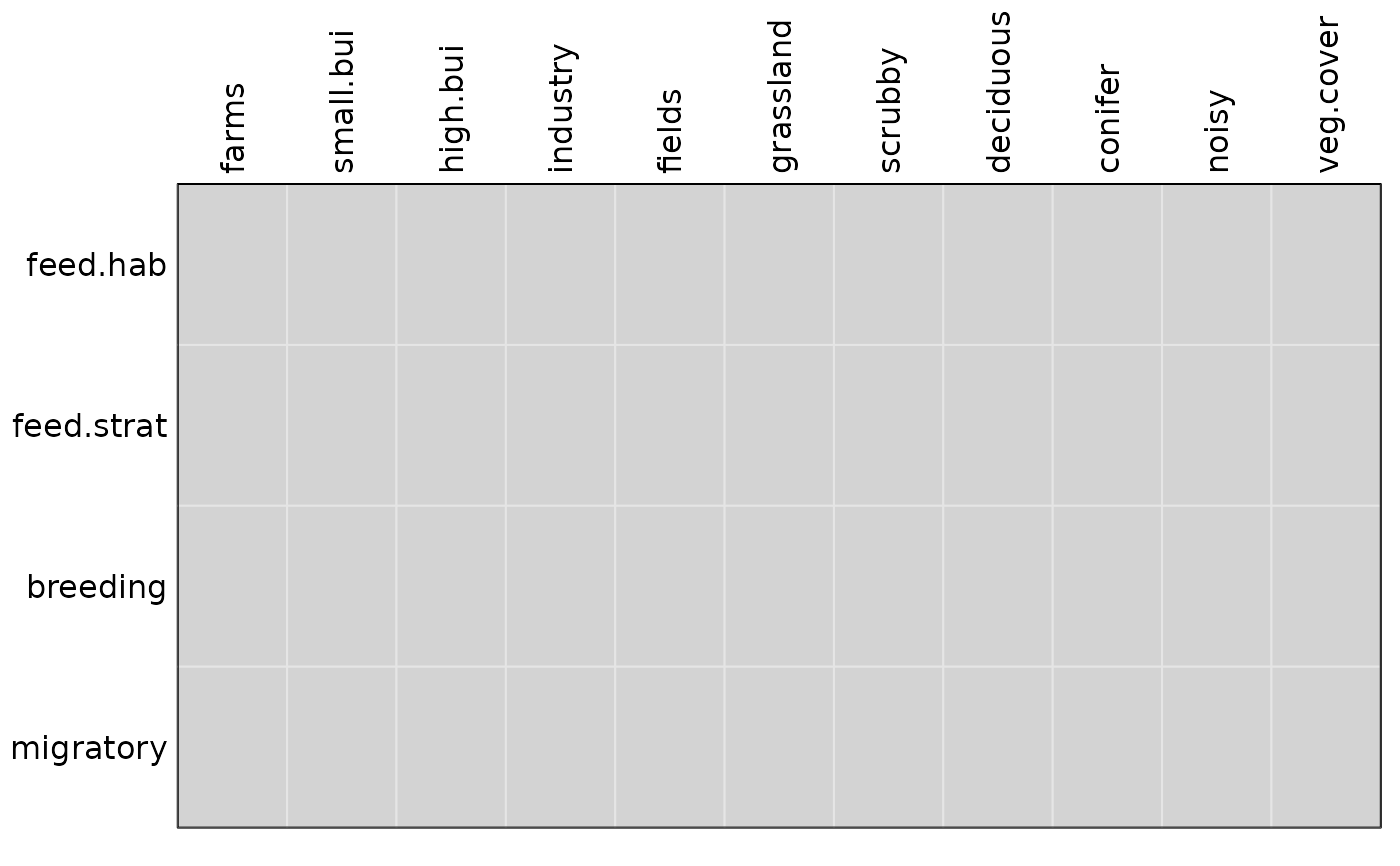 farms
small.bui
high.bui
industry
fields
grassland
scrubby
deciduous
conifer
noisy
veg.cover
feed.hab
feed.strat
breeding
migratory